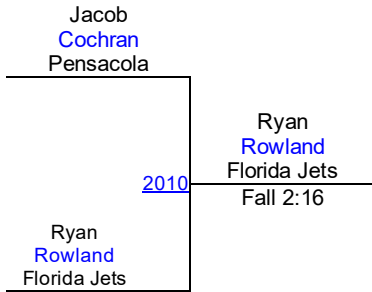 Jacob
Cochran
Pensacola
Ryan
Rowland
Florida Jets
2010
Fall 2:16
Ryan
Rowland
Florida Jets